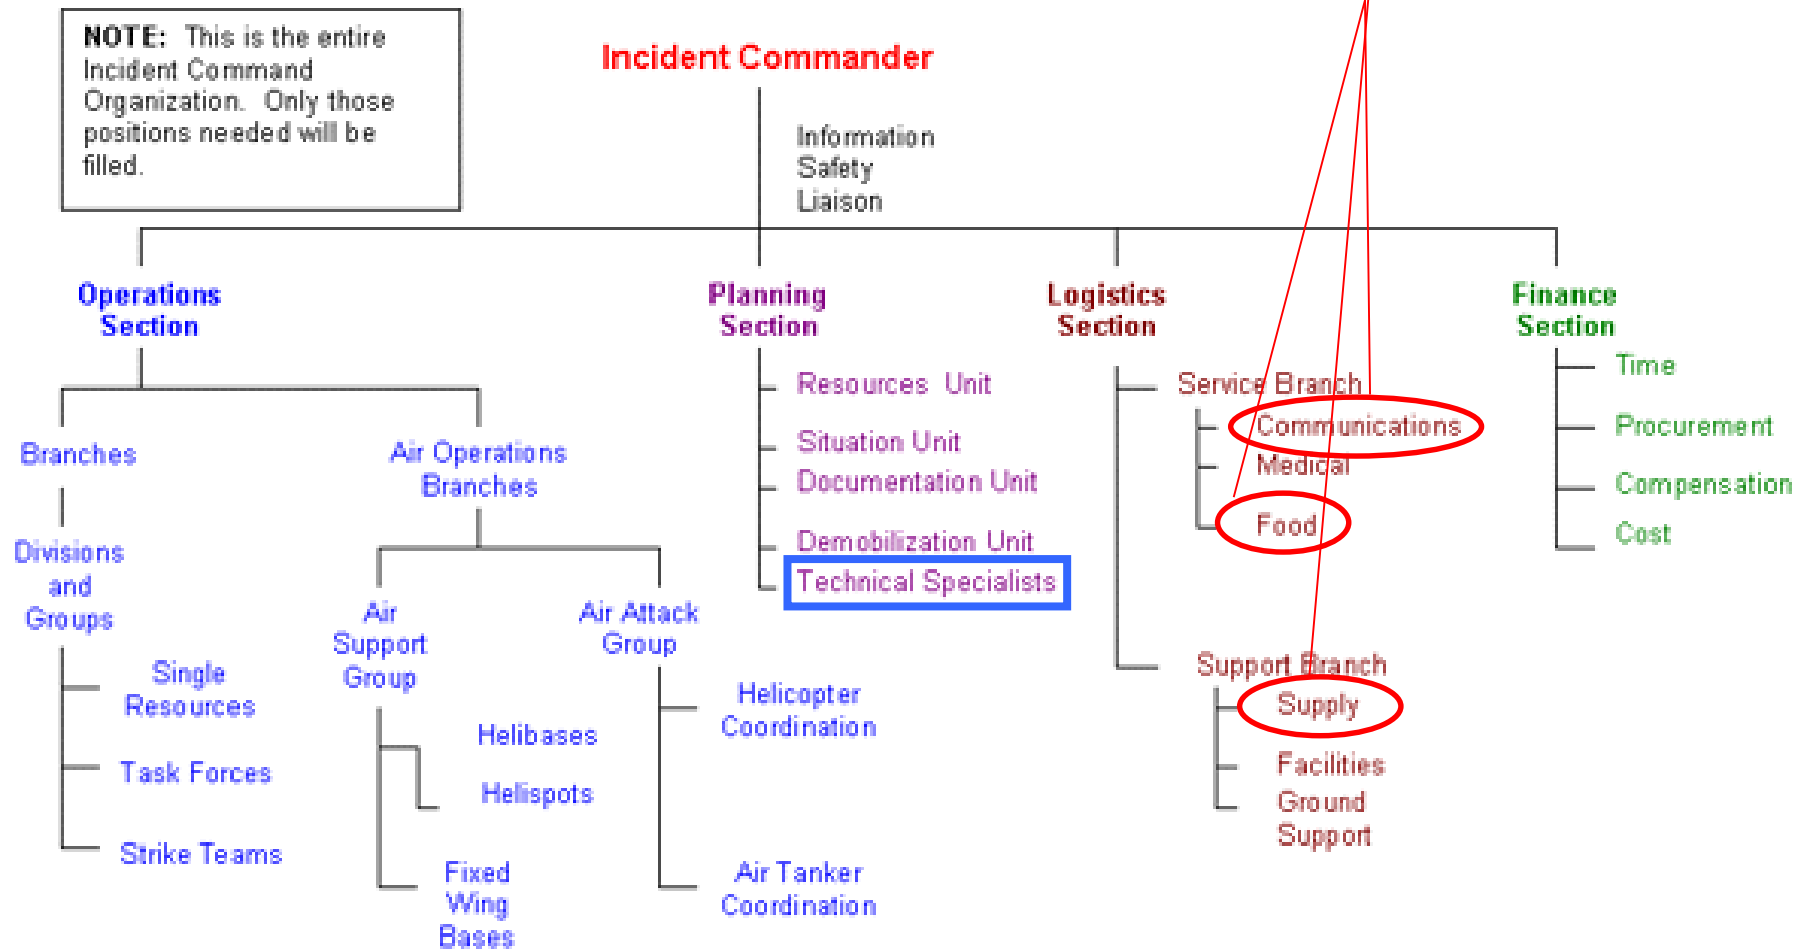 NOTE: This is the entire
Incident Command
Organization. Only those
positions needed will be
filled.
Incident Commander
Information
Safety
Liaison
Operations
Section
Branches
Divisions
and
Groups
Single
Resources
Task Forces
Strike Teams
Air Operations
Branches
Air
Support
Group
Helibases
Helispots
Fixed
Wing
Bases
Air Attack
Group
Helicopter
Coordination
Air Tanker
Coordination
Planning
Section
Resources Unit
Situation Unit
Documentation Unit
Demobilization Unit
Technical Specialists
Logistics
Section
Service Branch
Communications
Medical
Food
Support Branch
Supply
Facilities
Ground
Support
Finance
Section
Time
Procurement
Compensation
Cost